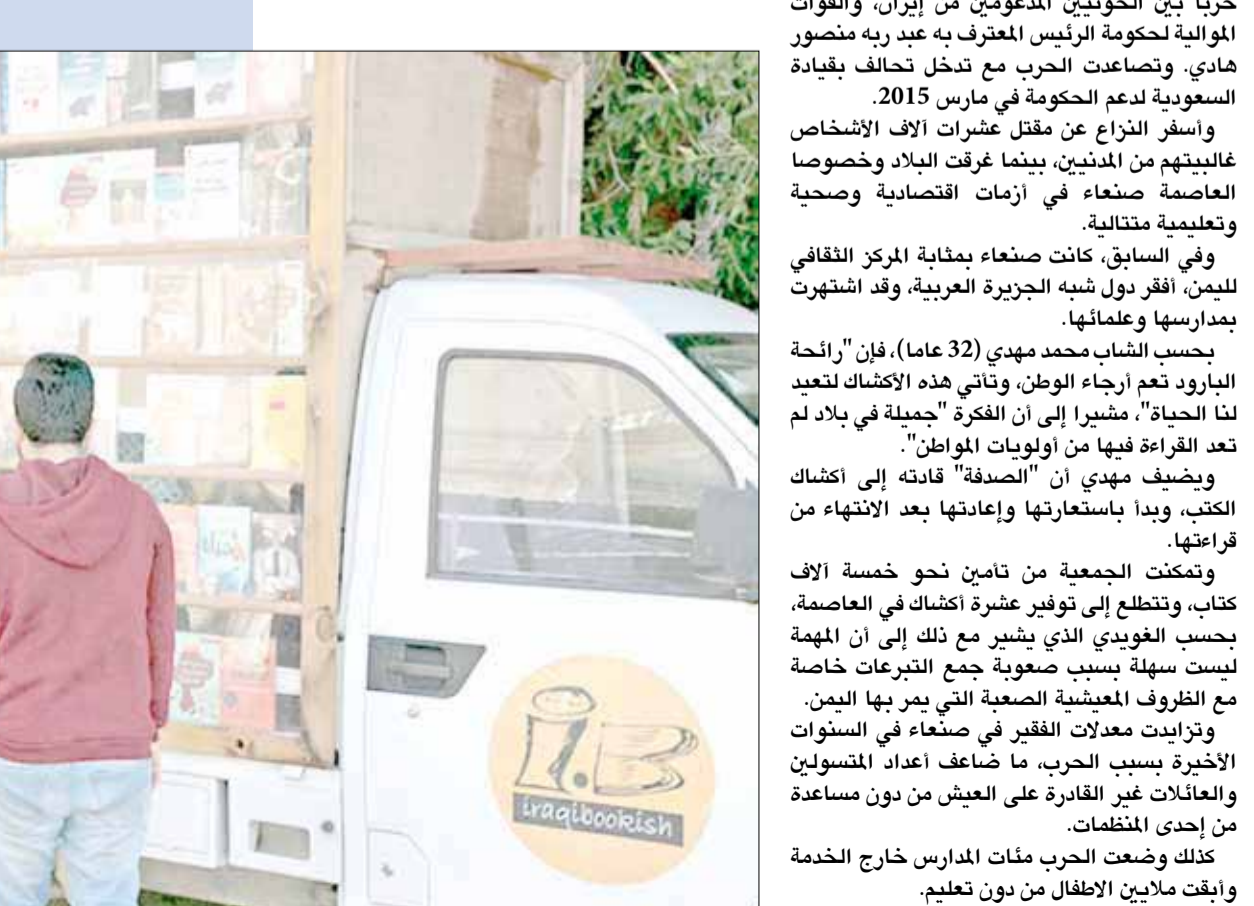 حربا بين الحوثيين المدعومين من إيران، والقوات
الموالية لحكومة الرئيس المعترف به عبد ربه منصور
هادي. وتصاعدت الحرب مع تدخل تحالف بقيادة
السعودية لدعم الحكومة في مارس 2015.
وأسفر النزاع عن مقتل عشرات آلاف الأشخاص
غالبيتهم من المدنيين، بينما غرقت البلاد وخصوصا
العاصمة صنعاء في أزمات اقتصادية وصحية
وتعليمية متتالية.
وفي السابق، كانت صنعاء بمثابة المركز الثقافي
لليمن، أفقر دول شبه الجزيرة العربية، وقد اشتهرت
بمدارسها وعلمائها.
بحسب الشاب محمد مهدي (32 عاما)، فإن "رائحة
البارود تعم أرجاء الوطن، وتأتي هذه الأكشاك لتعيد
لنا الحياة"، مشيرا إلى أن الفكرة "جميلة في بلاد لم
تعد القراءة فيها من أولويات المواطن".
ويضيف مهدي أن "الصدفة" قادته إلى أكشاك
الكتب، وبدأ باستعارتها وإعادتها بعد الانتهاء من
قراءتها.
وتمكنت الجمعية من تأمين نحو خمسة آلاف
كتاب، وتتطلع إلى توفير عشرة أكشاك في العاصمة،
بحسب الغويدي الذي يشير مع ذلك إلى أن المهمة
ليست سهلة بسبب صعوبة جمع التبرعات خاصة
مع الظروف المعيشية الصعبة التي يمر بها اليمن.
وتزايدت معدلات الفقير في صنعاء في السنوات
الأخيرة بسبب الحرب، ما ضاعف أعداد المتسولين
والعائلات غير القادرة على العيش من دون مساعدة
من إحدى المنظمات.
كذلك وضعت الحرب مئات المدارس خارج الخدمة
وأبقت ملايين الاطفال من دون تعليم.
i.B
iraqibookish